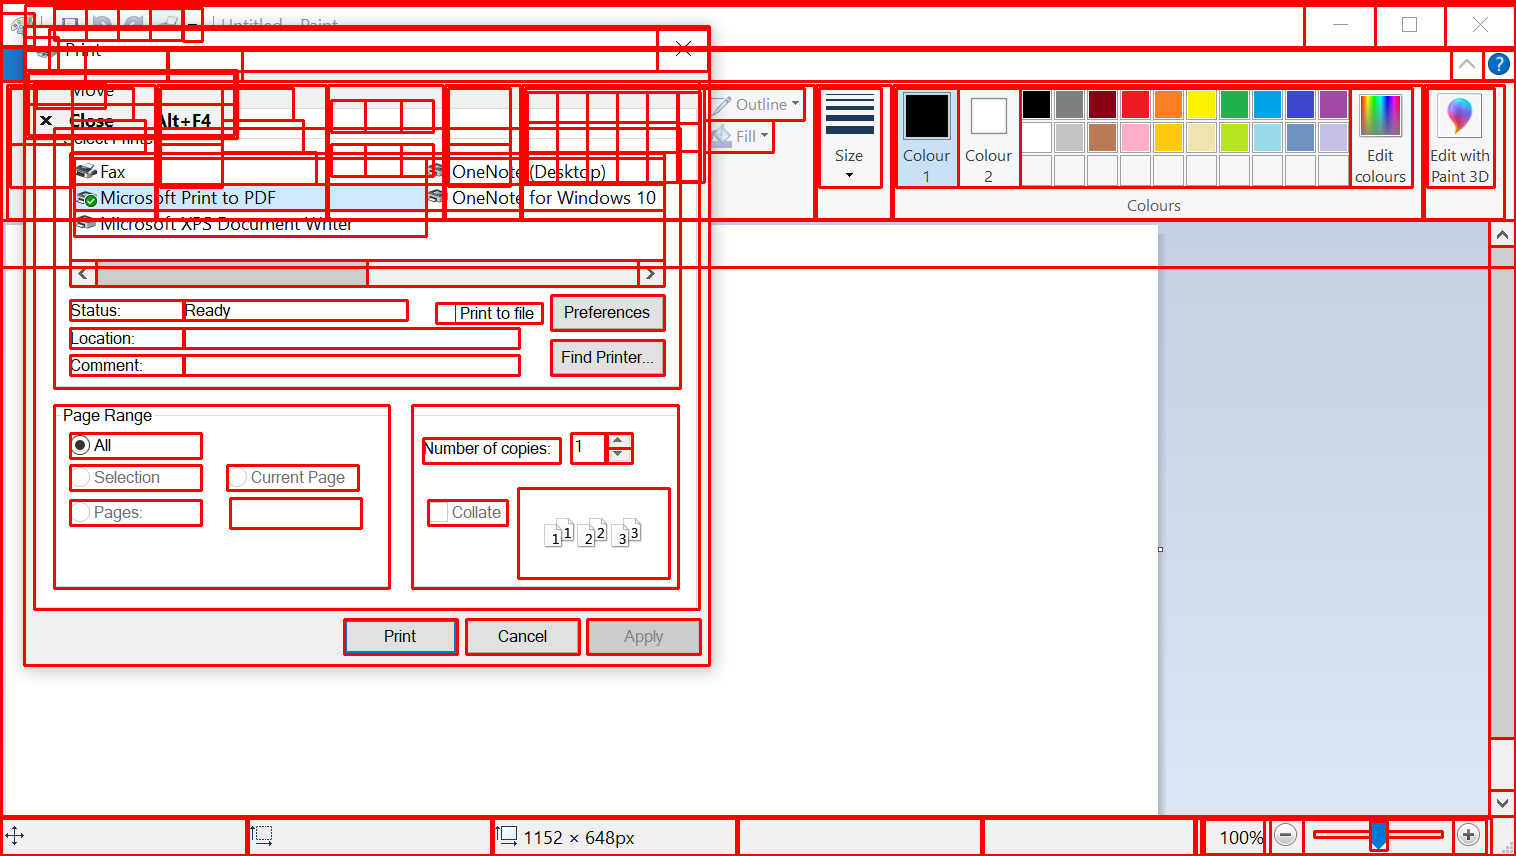 Untitled - Paint
Print
Move
Close Alt+F4
Select Printer
Fax
OneNote (Desktop)
Microsoft Print to PDF
OneNote for Windows 10
Microsoft XPS Document Writer
Status: Ready
Print to file
Preferences
Location:
Find Printer...
Comment:
Page Range
All
Selection
Current Page
Pages:
Number of copies: 1
Collate
1 1 2 2 3 3
Print
Cancel
Apply
Outline
Fill
Size
Colour
1
Colour
2
Edit
colours
Edit with
Paint 3D
Colours
1152 × 648px
100%